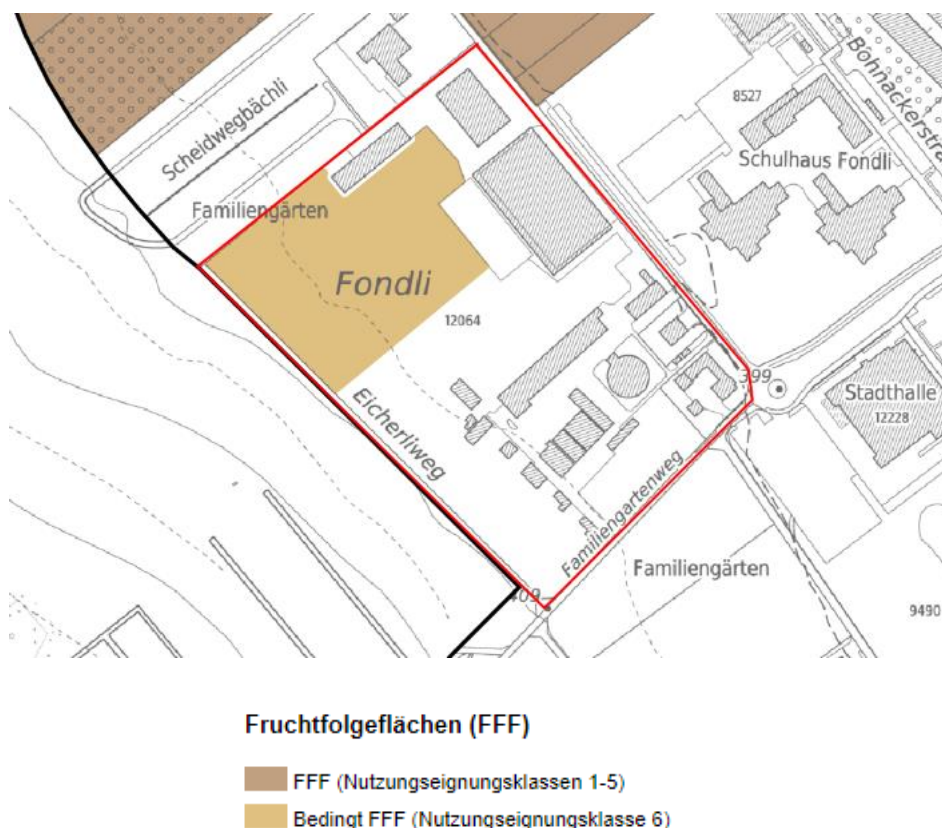 Böhnackerstra
8527
Scheidwegbächli
Schulhaus Fondli
Familiengärten
Fondli
12064
399
Stadthalle
12228
Eicherliweg
Familiengartenweg
Familiengärten
409
9490
Fruchtfolgeflächen (FFF)
FFF (Nutzungseignungsklassen 1-5)
Bedingt FFF (Nutzungseignungsklasse 6)